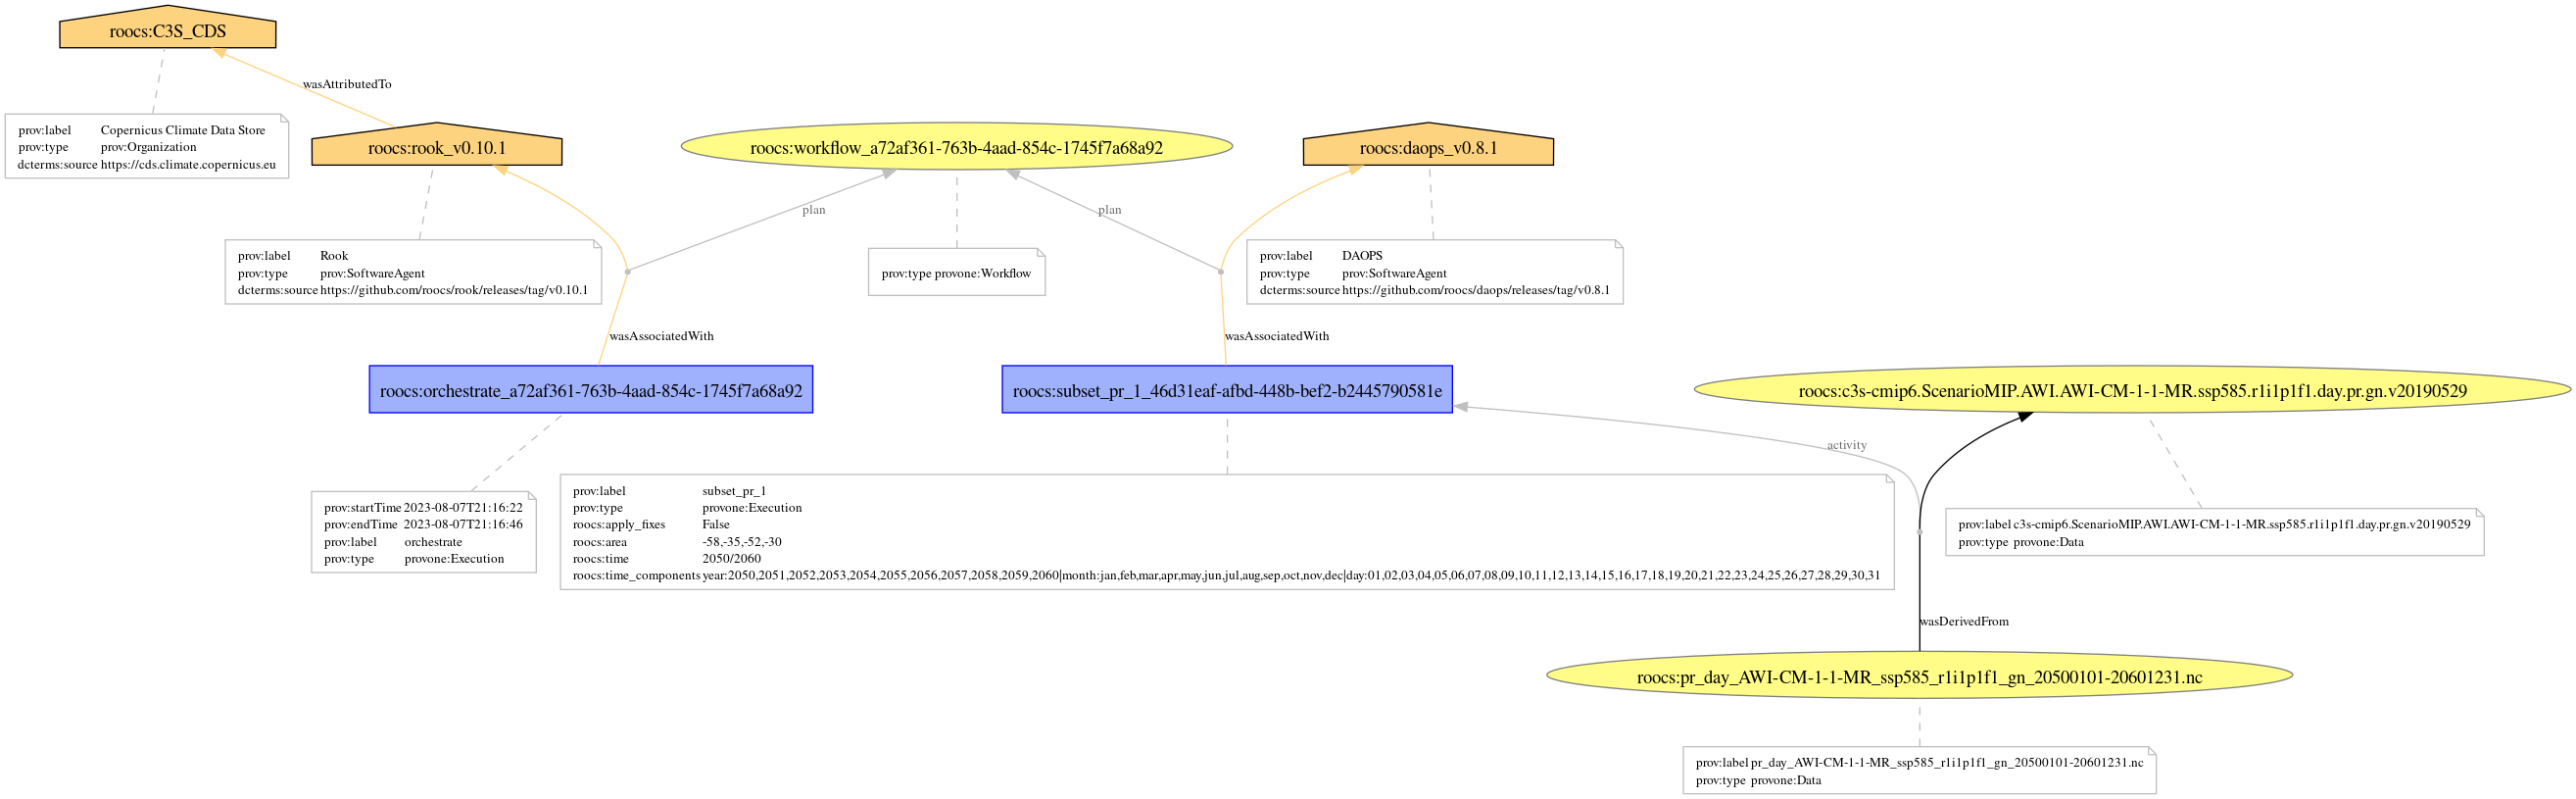 roocs:C3S_CDS
wasAttributedTo
prov:label Copernicus Climate Data Store
prov:type prov:Organization
dcterms:source https://cds.climate.copernicus.eu
roocs:rook_v0.10.1
roocs:workflow_a72af361-763b-4aad-854c-1745f7a68a92
roocs:daops_v0.8.1
plan
plan
prov:label Rook
prov:type prov:SoftwareAgent
dcterms:source https://github.com/roocs/rook/releases/tag/v0.10.1
prov:type provone:Workflow
prov:label DAOPS
prov:type prov:SoftwareAgent
dcterms:source https://github.com/roocs/daops/releases/tag/v0.8.1
wasAssociatedWith
wasAssociatedWith
roocs:orchestrate_a72af361-763b-4aad-854c-1745f7a68a92
roocs:subset_pr_1_46d31eaf-afbd-448b-bef2-b2445790581e
roocs:c3s-cmip6.ScenarioMIP.AWI.AWI-CM-1-1-MR.ssp585.r1i1p1f1.day.pr.gn.v20190529
activity
prov:startTime 2023-08-07T21:16:22
prov:endTime 2023-08-07T21:16:46
prov:label orchestrate
prov:type provone:Execution
prov:label subset_pr_1
prov:type provone:Execution
roocs:apply_fixes False
roocs:area -58,-35,-52,-30
roocs:time 2050/2060
roocs:time_components year:2050,2051,2052,2053,2054,2055,2056,2057,2058,2059,2060|month:jan,feb,mar,apr,may,jun,jul,aug,sep,oct,nov,dec|day:01,02,03,04,05,06,07,08,09,10,11,12,13,14,15,16,17,18,19,20,21,22,23,24,25,26,27,28,29,30,31
prov:label c3s-cmip6.ScenarioMIP.AWI.AWI-CM-1-1-MR.ssp585.r1i1p1f1.day.pr.gn.v20190529
prov:type provone:Data
wasDerivedFrom
roocs:pr_day_AWI-CM-1-1-MR_ssp585_r1i1p1f1_gn_20500101-20601231.nc
prov:label pr_day_AWI-CM-1-1-MR_ssp585_r1i1p1f1_gn_20500101-20601231.nc
prov:type provone:Data